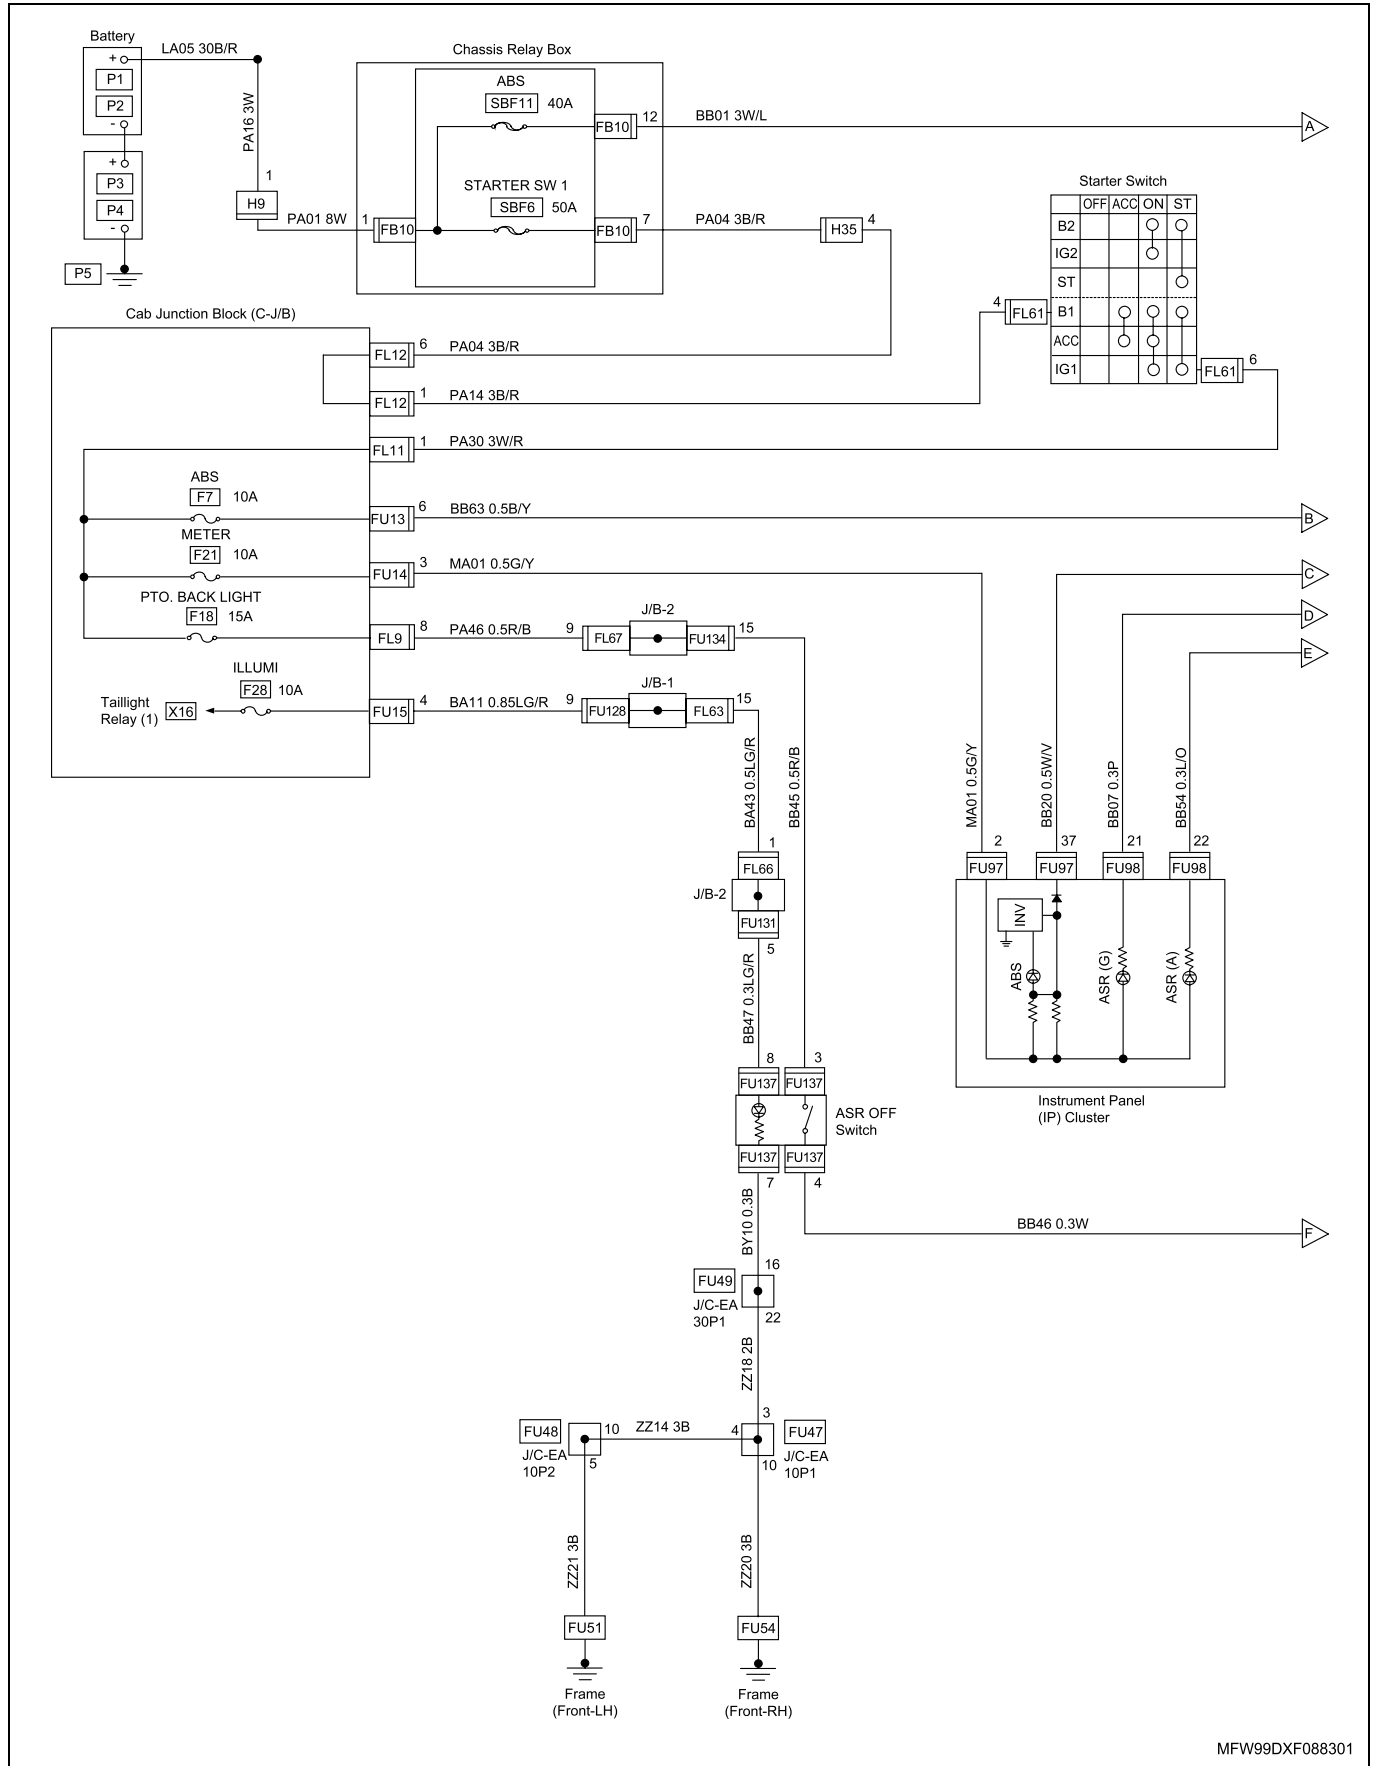 Battery
LA05 30B/R
+
P1
P2
-
+
P3
P4
-
P5
PA16 3W
1
H9
PA01 8W
Chassis Relay Box
1
FB10
ABS
SBF11 40A
FB10
12
BB01 3W/L
A
STARTER SW 1
SBF6 50A
FB10
7
PA04 3B/R
H35
4
Starter Switch
OFF ACC ON ST
B2
IG2
ST
B1
ACC
IG1
4
FL61
FL61
6
Cab Junction Block (C-J/B)
FL12
6
PA04 3B/R
FL12
1
PA14 3B/R
FL11
1
PA30 3W/R
ABS
F7 10A
FU13
6
BB63 0.5B/Y
B
METER
F21 10A
FU14
3
MA01 0.5G/Y
C
PTO. BACK LIGHT
F18 15A
FL9
8
PA46 0.5R/B
9
FL67
J/B-2
FU134
15
D
E
ILLUMI
F28 10A
Taillight
Relay (1)
X16
FU15
4
BA11 0.85LG/R
9
FU128
J/B-1
FL63
15
BA43 0.5LG/R
BB45 0.5R/B
MA01 0.5G/Y
BB20 0.5W/V
BB07 0.3P
BB54 0.3L/O
1
FL66
J/B-2
FU131
5
BB47 0.3LG/R
2
FU97
37
FU97
21
FU98
22
FU98
INV
ABS
ASR (G)
ASR (A)
Instrument Panel
(IP) Cluster
8
FU137
3
FU137
ASR OFF
Switch
FU137
7
FU137
4
BY10 0.3B
BB46 0.3W
F
16
FU49
J/C-EA
30P1
22
ZZ18 2B
3
FU48
J/C-EA
10P2
10
5
ZZ14 3B
4
10
FU47
J/C-EA
10P1
ZZ21 3B
ZZ20 3B
FU51
FU54
Frame
(Front-LH)
Frame
(Front-RH)
MFW99DXF088301